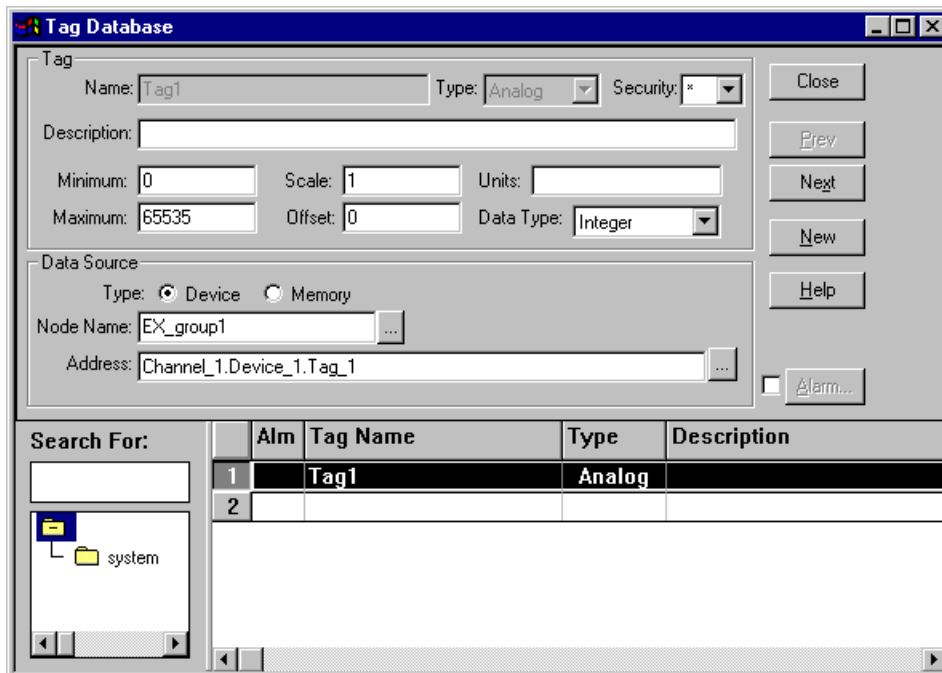 Tag Database
Tag
Name: Tag1 Type: Analog Security: * Close
Description: Prev
Minimum: 0 Scale: 1 Units: Next
Maximum: 65535 Offset: 0 Data Type: Integer
New
Data Source
Type: Device Memory Help
Node Name: EX_group1 ...
Address: Channel_1.Device_1.Tag_1 ...
Alarm...
Search For: Alm Tag Name Type Description
1 Tag1 Analog
2
system